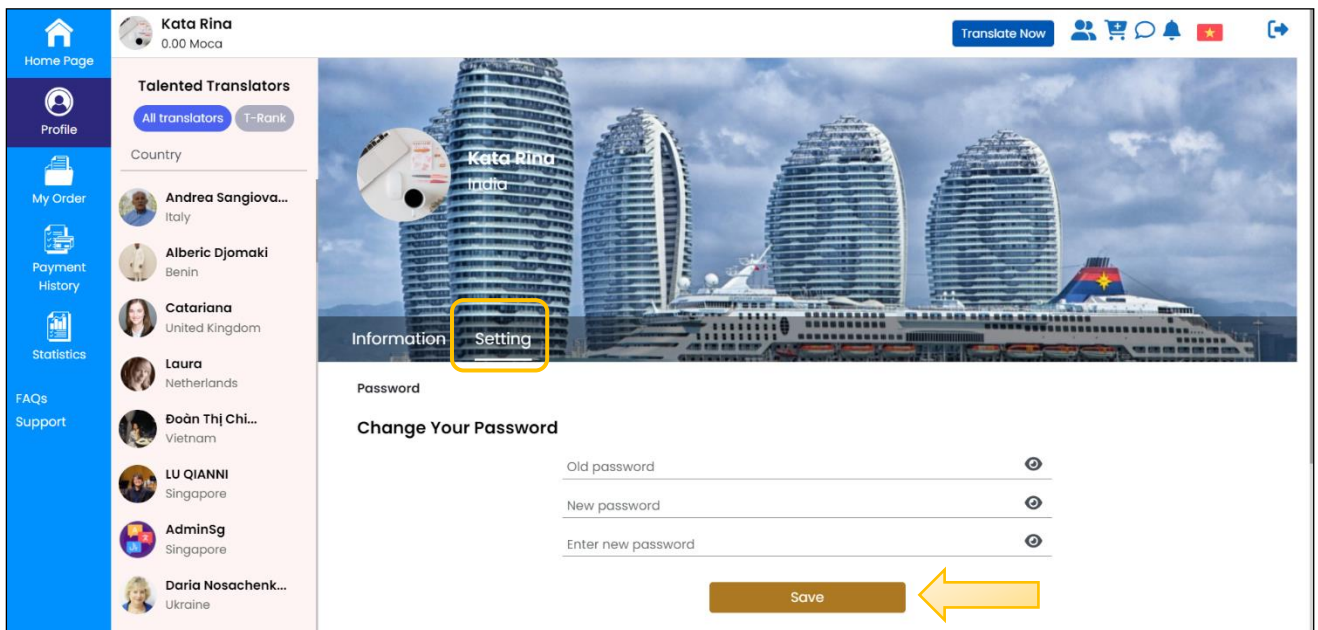 Home Page
Profile
My Order
Payment
History
Statistics
FAQs
Support
Kata Rina
0.00 Moca
Translate Now
Talented Translators
All translators
T-Rank
Country
Andrea Sangiova...
Italy
Alberic Djomaki
Benin
Catariana
United Kingdom
Laura
Netherlands
Đoàn Thị Chi...
Vietnam
LU QIANNI
Singapore
AdminSg
Singapore
Daria Nosachenk...
Ukraine
Kata Rina
India
Information
Setting
Password
Change Your Password
Old password
New password
Enter new password
Save